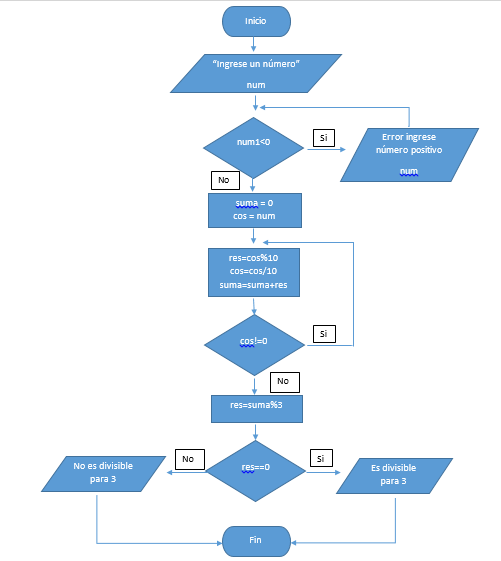 Inicio
"Ingrese un número"
num
num1<0
Si
Error ingrese
número positivo
num
No
suma = 0
cos = num
res=cos%10
cos=cos/10
suma=suma+res
cos!=0
Si
No
res=suma%3
No es divisible
para 3
No
res==0
Si
Es divisible
para 3
Fin